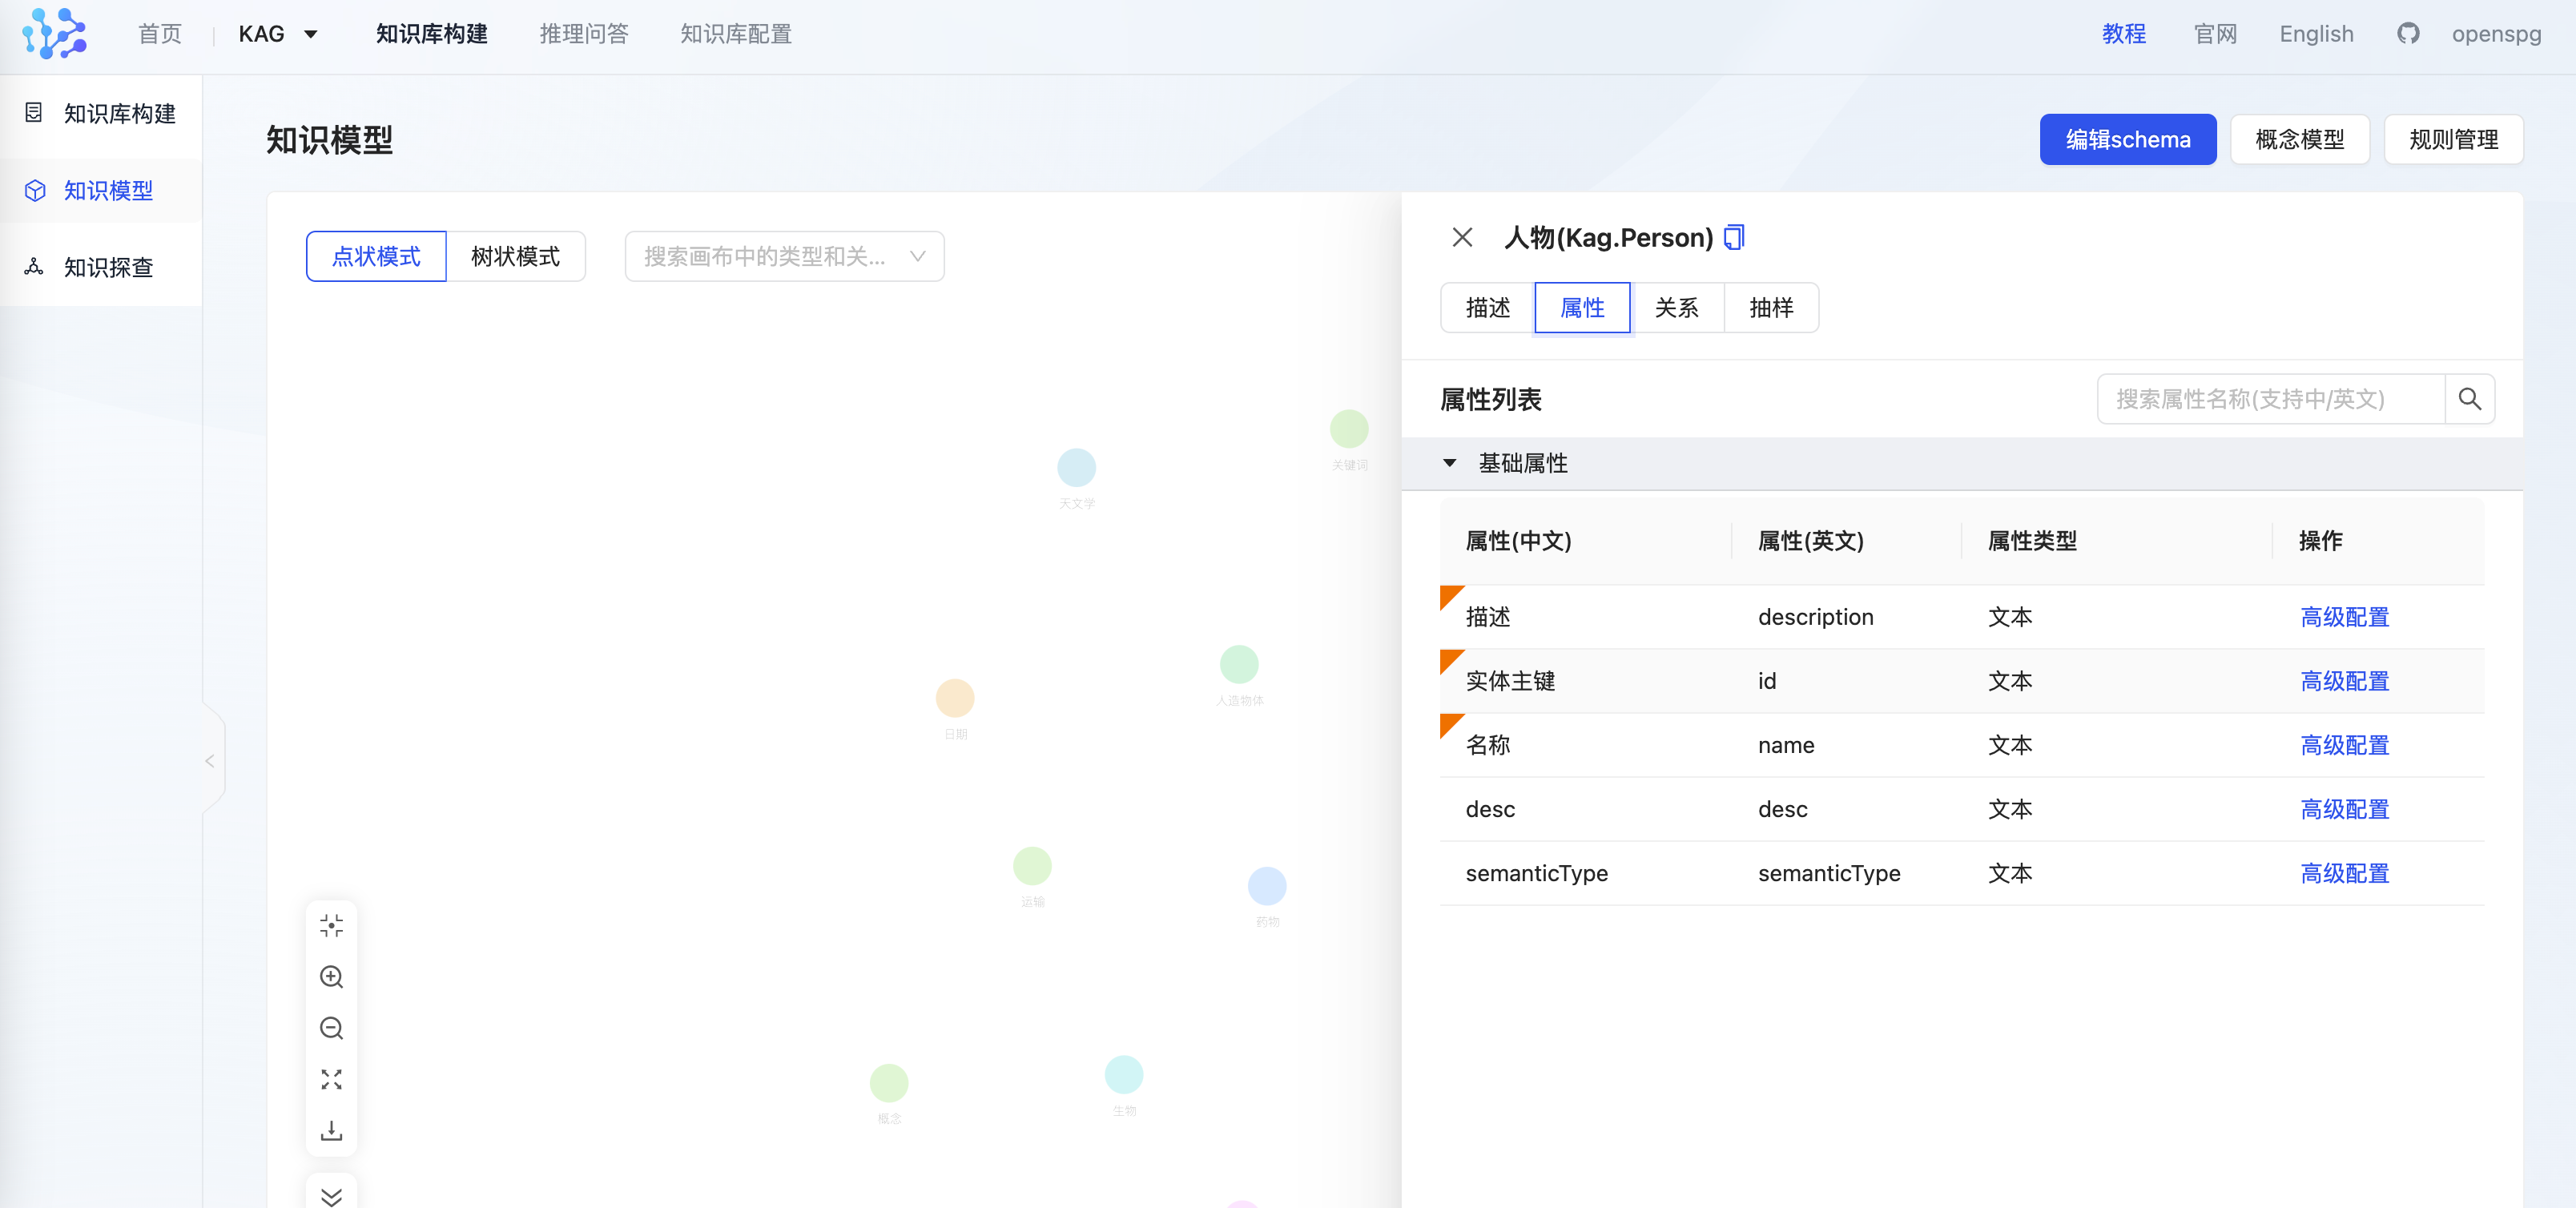 首页 | KAG 知识库构建 推理问答 知识库配置 教程 官网 English openspg
知识库构建
知识模型
知识探查
知识模型
编辑schema 概念模型 规则管理
点状模式 树状模式 搜索画布中的类型和关...
关键词
天文学
人造物体
日期
运输
药物
概念
生物
人物(Kag.Person)
描述 属性 关系 抽样
属性列表 搜索属性名称(支持中/英文)
基础属性
属性(中文) 属性(英文) 属性类型 操作
描述 description 文本 高级配置
实体主键 id 文本 高级配置
名称 name 文本 高级配置
desc desc 文本 高级配置
semanticType semanticType 文本 高级配置